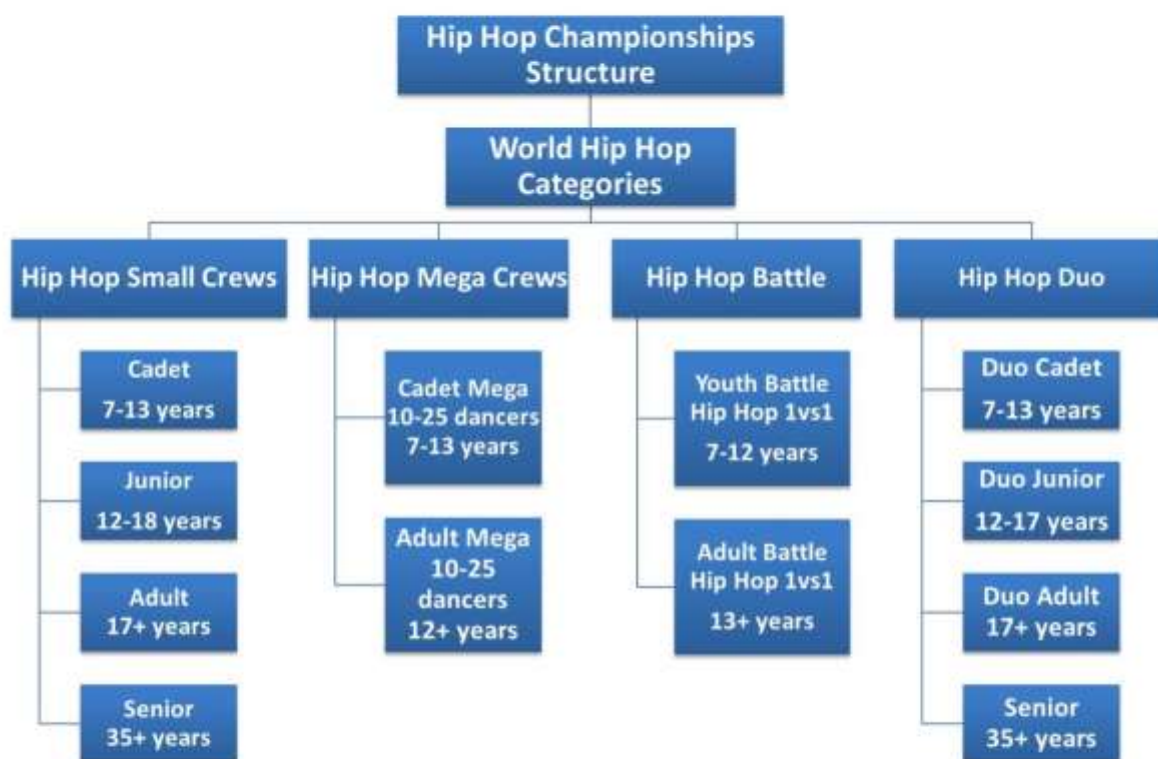 Hip Hop Championships
Structure
World Hip Hop
Categories
Hip Hop Small Crews
Cadet
7-13 years
Junior
12-18 years
Adult
17+ years
Senior
35+ years
Hip Hop Mega Crews
Cadet Mega
10-25 dancers
7-13 years
Adult Mega
10-25
dancers
12+ years
Hip Hop Battle
Youth Battle
Hip Hop 1vs1
7-12 years
Adult Battle
Hip Hop 1vs1
13+ years
Hip Hop Duo
Duo Cadet
7-13 years
Duo Junior
12-17 years
Duo Adult
17+ years
Senior
35+ years